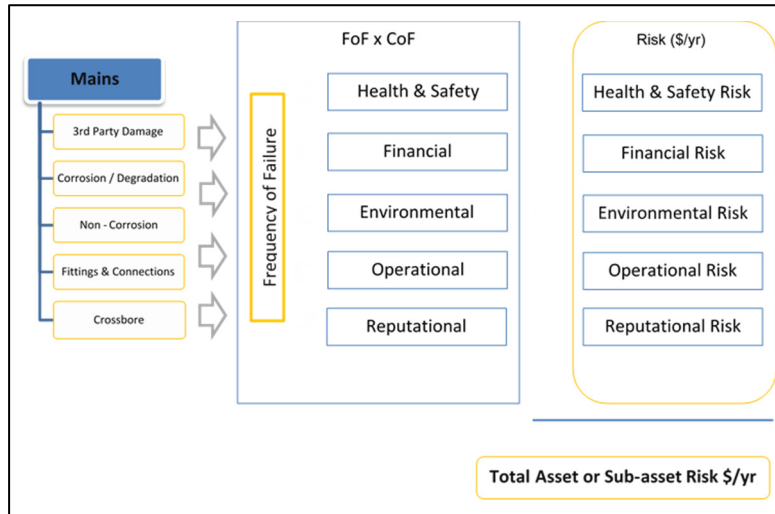 Mains
3rd Party Damage
Corrosion / Degradation
Non - Corrosion
Fittings & Connections
Crossbore
FoF x CoF
Frequency of Failure
Health & Safety
Financial
Environmental
Operational
Reputational
Risk ($/yr)
Health & Safety Risk
Financial Risk
Environmental Risk
Operational Risk
Reputational Risk
Total Asset or Sub-asset Risk $/yr